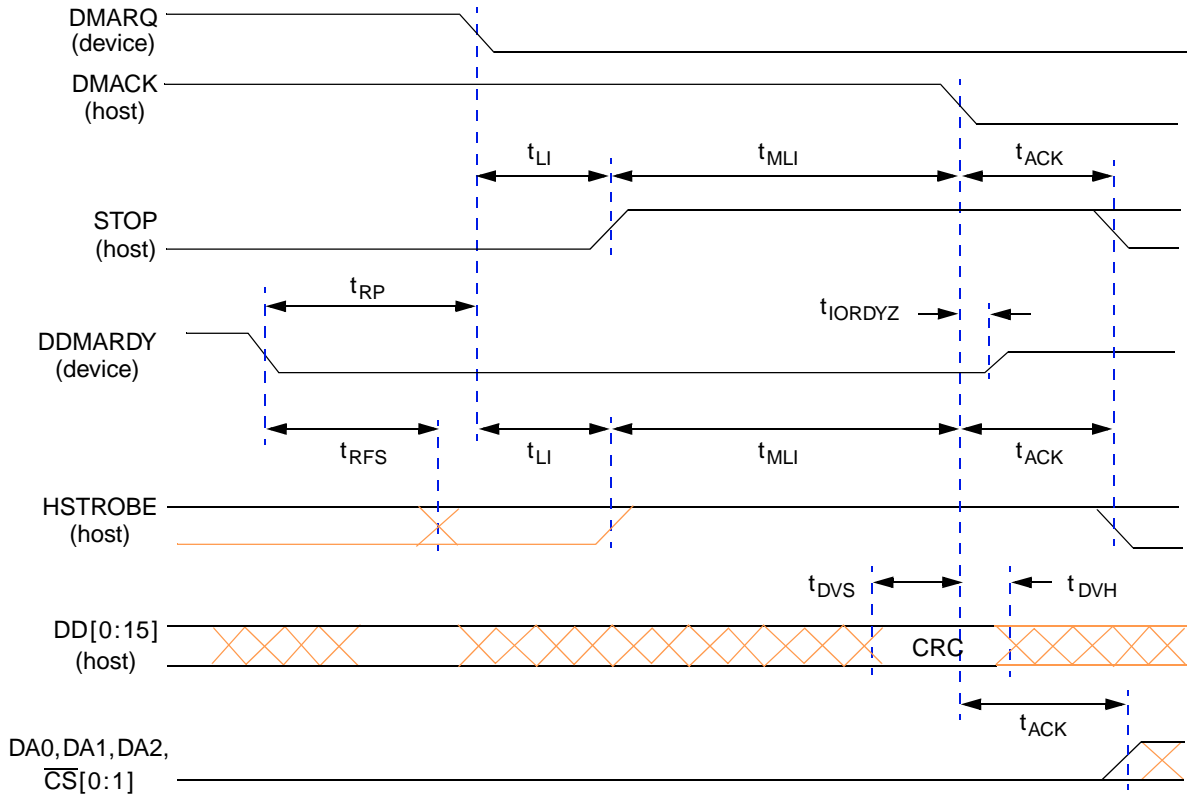 DMARQ
(device)
DMACK
(host)
tLI
tMLI
tACK
STOP
(host)
tRP
tIORDYZ
DDMARDY
(device)
tRFS
tLI
tMLI
tACK
HSTROBE
(host)
tDVS
tDVH
DD[0:15]
(host)
CRC
tACK
DA0,DA1,DA2,
C̅S̅[0:1]